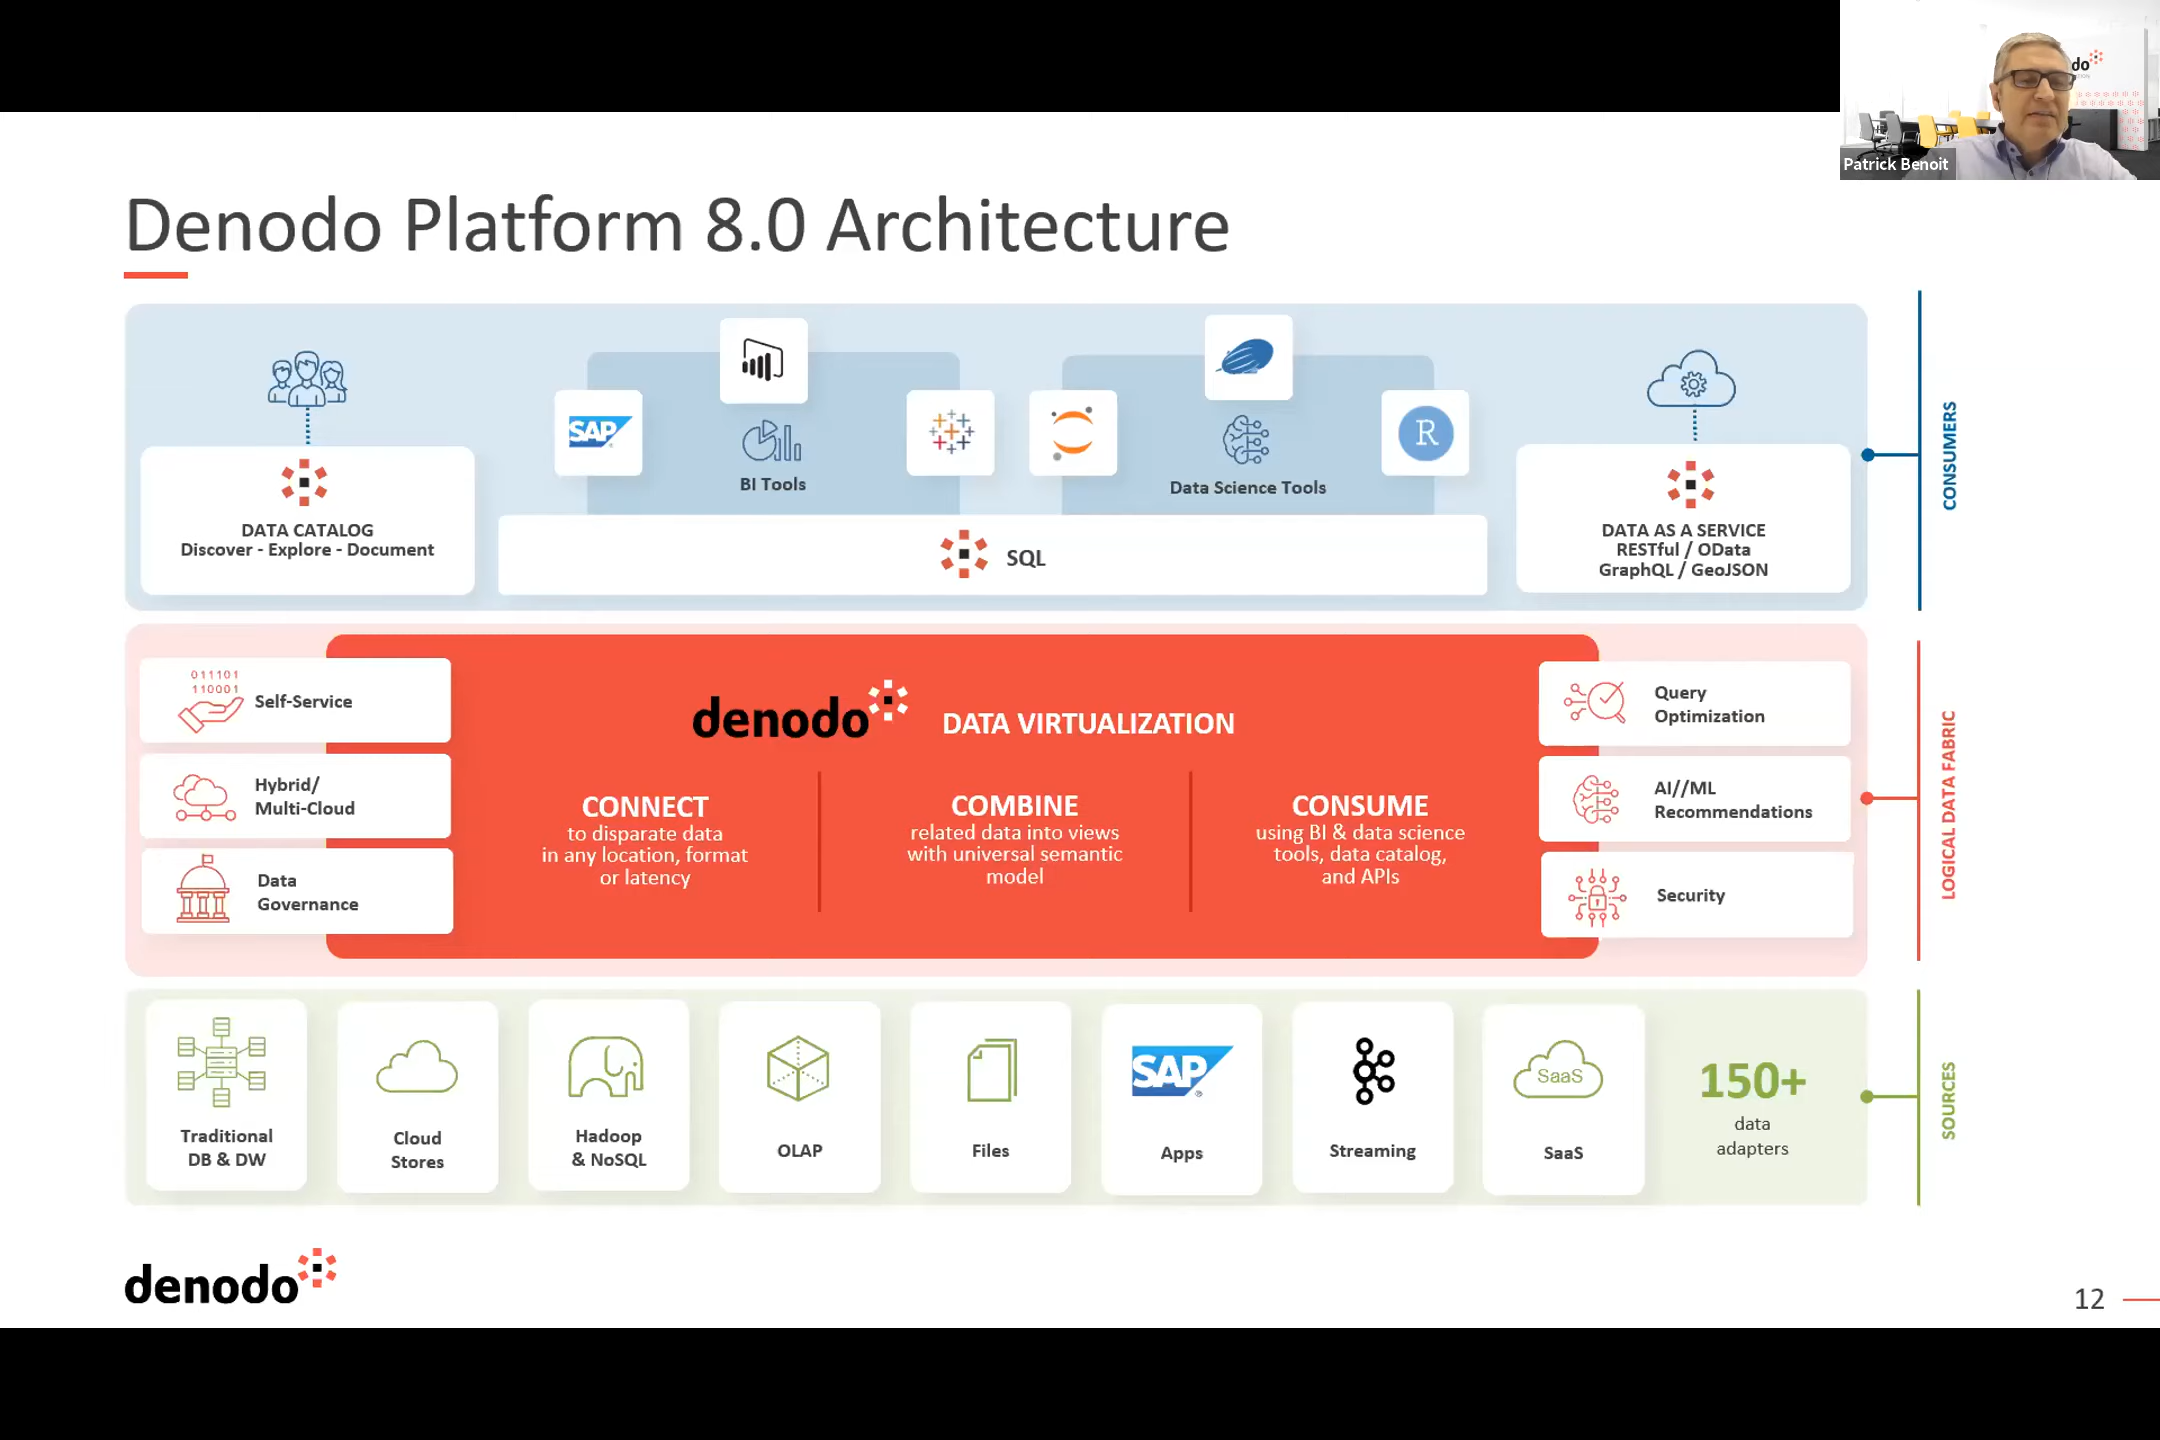 do
Patrick Benoit
Denodo Platform 8.0 Architecture
SAP
BI Tools
Data Science Tools
R
DATA CATALOG
Discover - Explore - Document
SQL
DATA AS A SERVICE
RESTful / OData
GraphQL / GeoJSON
CONSUMERS
011101
110001
Self-Service
Hybrid/
Multi-Cloud
Data
Governance
denodo
DATA VIRTUALIZATION
CONNECT
to disparate data
in any location, format
or latency
COMBINE
related data into views
with universal semantic
model
CONSUME
using BI & data science
tools, data catalog,
and APIs
Query
Optimization
AI//ML
Recommendations
Security
LOGICAL DATA FABRIC
Traditional
DB & DW
Cloud
Stores
Hadoop
& NoSQL
OLAP
Files
SAP®
Apps
Streaming
SaaS
SaaS
150+
data
adapters
SOURCES
denodo
12